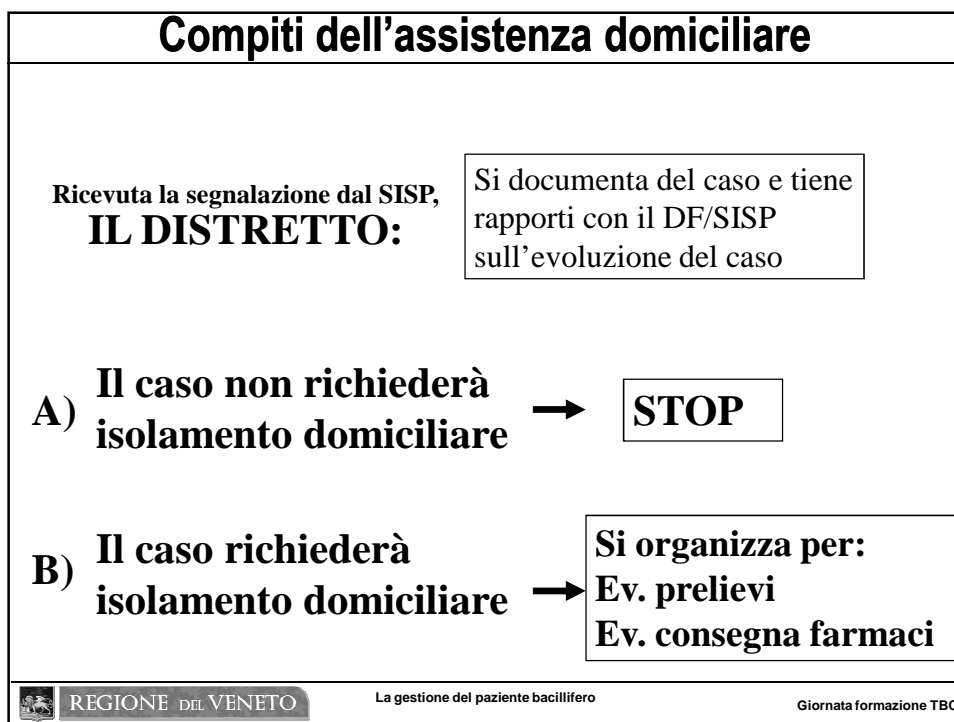 Compiti dell'assistenza domiciliare
Ricevuta la segnalazione dal SISP,
IL DISTRETTO:
Si documenta del caso e tiene
rapporti con il DF/SISP
sull'evoluzione del caso
A) Il caso non richiederà
isolamento domiciliare
STOP
B) Il caso richiederà
isolamento domiciliare
Si organizza per:
Ev. prelievi
Ev. consegna farmaci
REGIONE DEL VENETO
La gestione del paziente bacillifero
Giornata formazione TBC